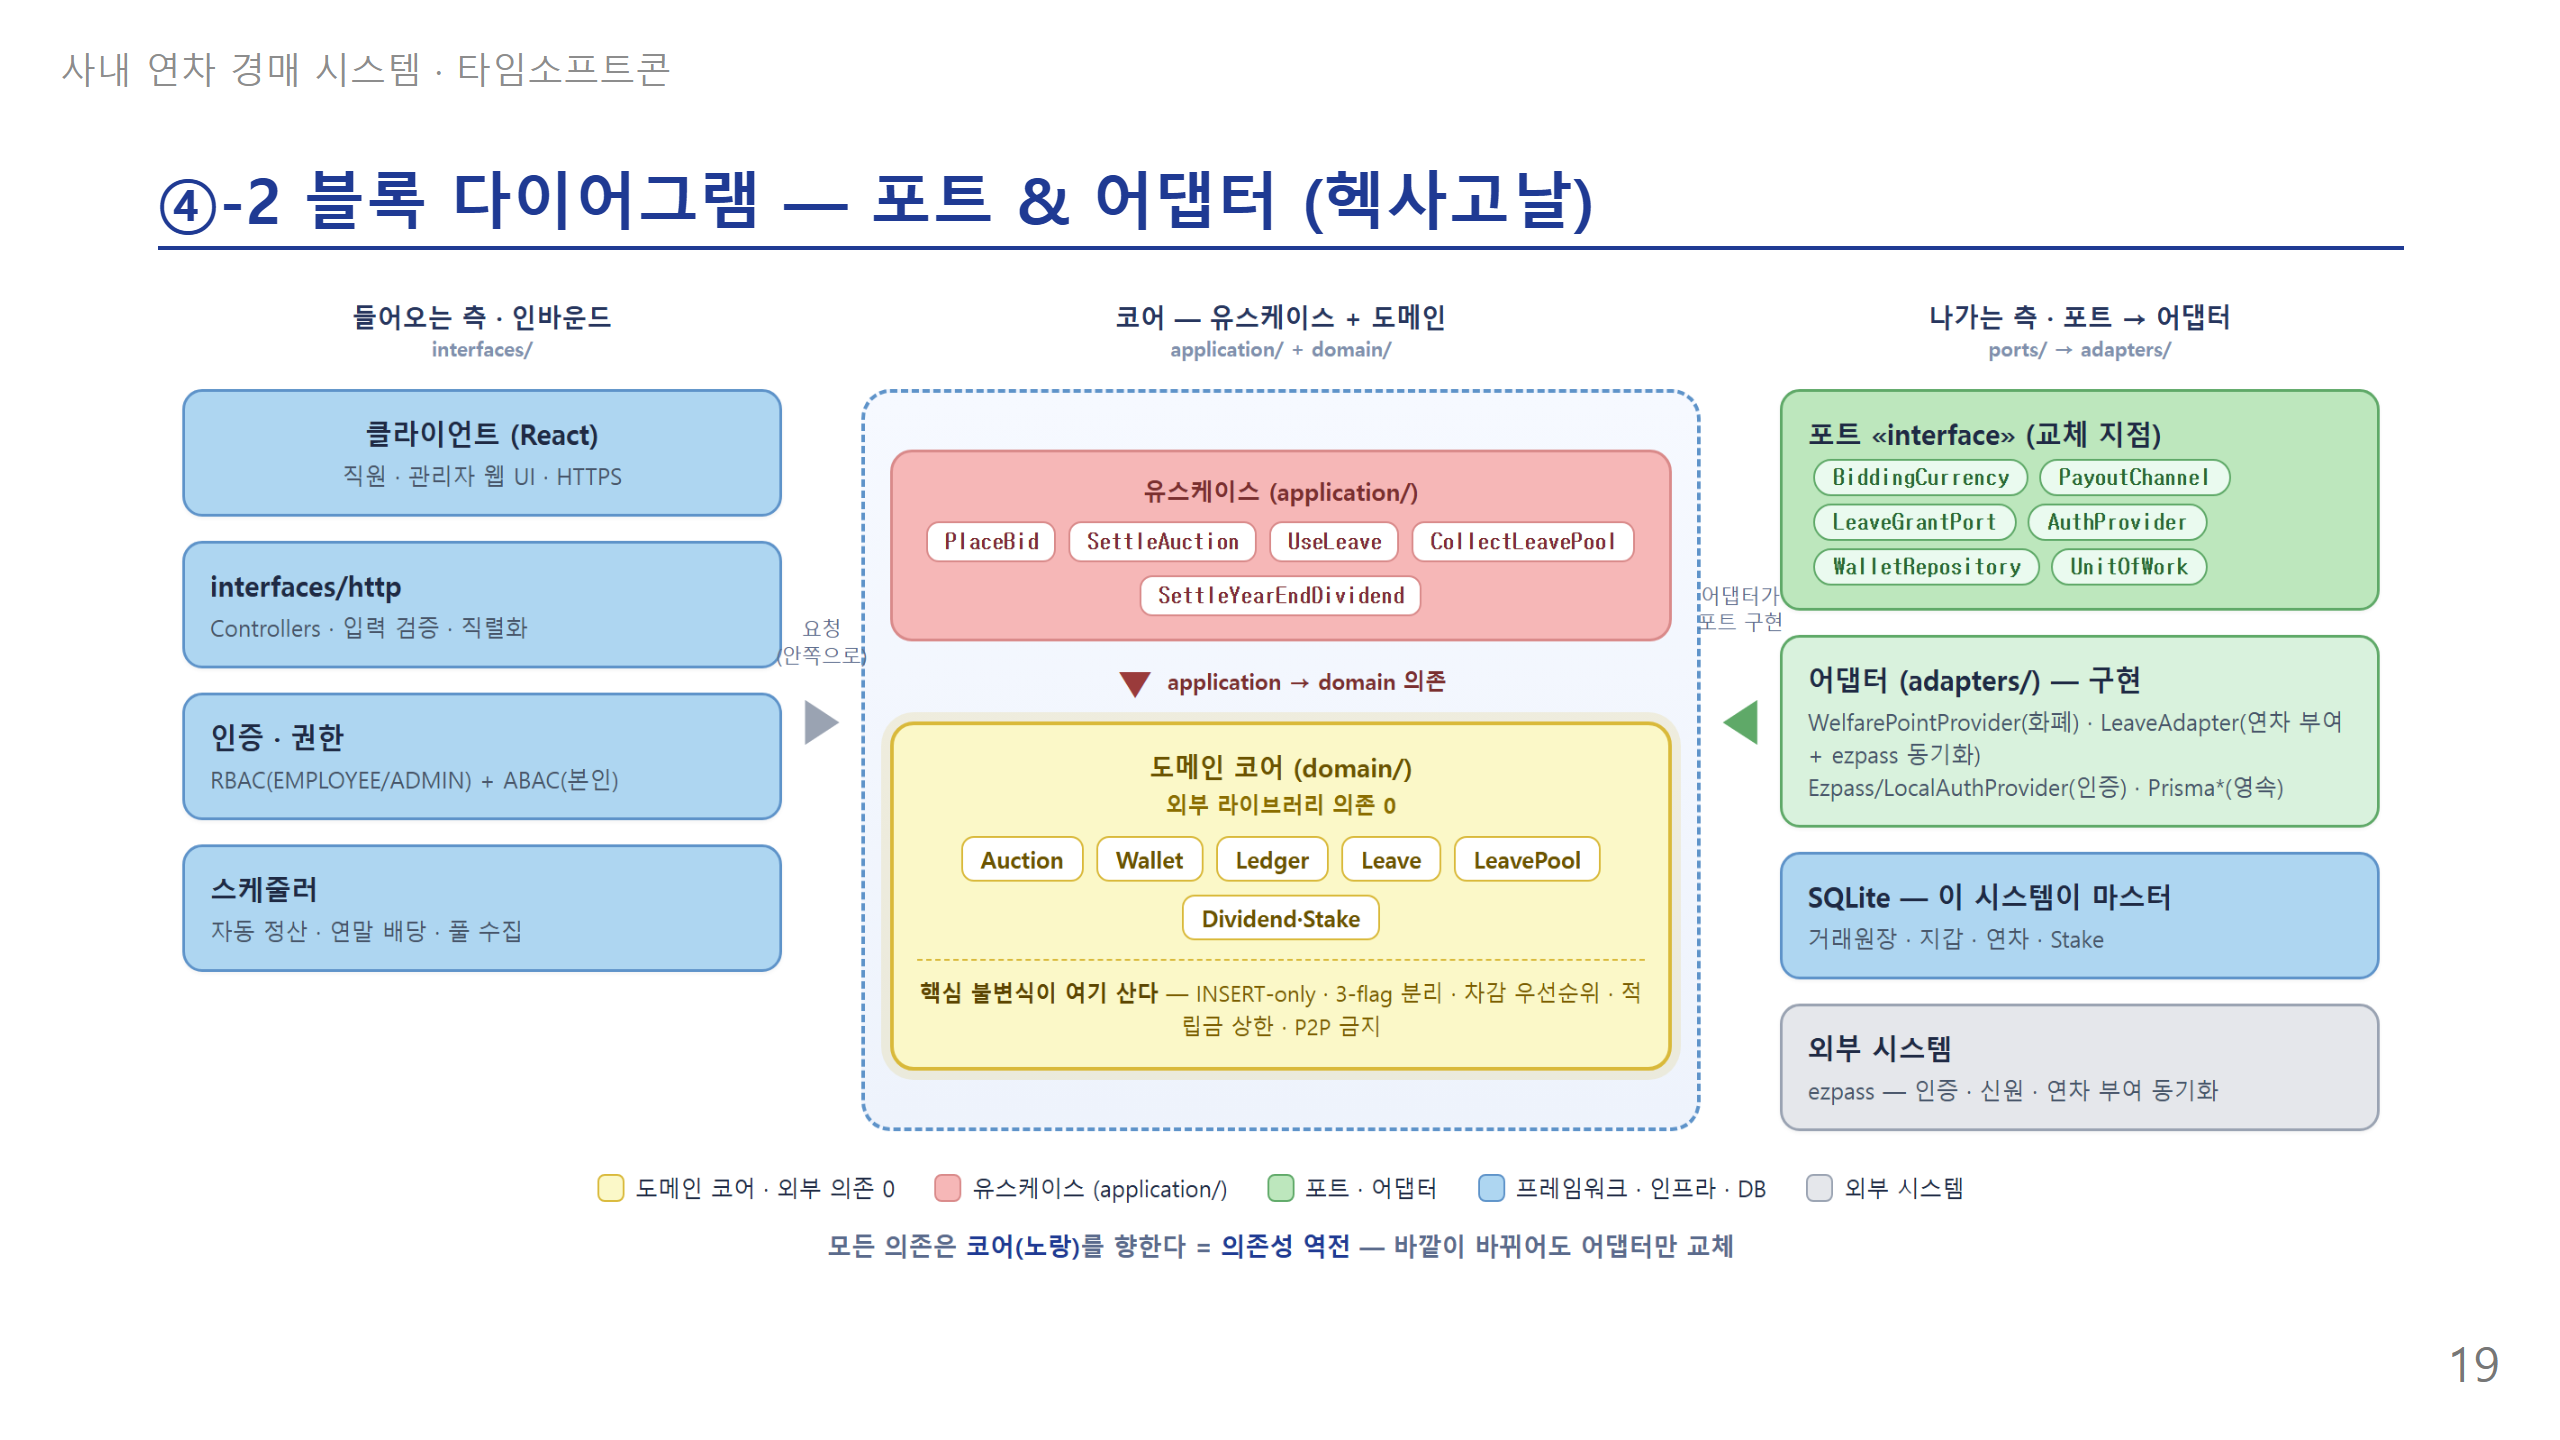 사내 연차 경매 시스템 · 타임소프트콘
④-2 블록 다이어그램 — 포트 & 어댑터 (헥사고날)
들어오는 측 · 인바운드
interfaces/
클라이언트 (React)
직원 · 관리자 웹 UI · HTTPS
interfaces/http
Controllers · 입력 검증 · 직렬화
인증 · 권한
RBAC(EMPLOYEE/ADMIN) + ABAC(본인)
스케줄러
자동 정산 · 연말 배당 · 풀 수집
요청
(안쪽으로)
코어 — 유스케이스 + 도메인
application/ + domain/
유스케이스 (application/)
PlaceBid SettleAuction UseLeave CollectLeavePool
SettleYearEndDividend
application → domain 의존
도메인 코어 (domain/)
외부 라이브러리 의존 0
Auction Wallet Ledger Leave LeavePool
Dividend·Stake
핵심 불변식이 여기 산다 — INSERT-only · 3-flag 분리 · 차감 우선순위 · 적
립금 상한 · P2P 금지
어댑터가
포트 구현
나가는 측 · 포트 → 어댑터
ports/ → adapters/
포트 «interface» (교체 지점)
BiddingCurrency PayoutChannel
LeaveGrantPort AuthProvider
WalletRepository UnitOfWork
어댑터 (adapters/) — 구현
WelfarePointProvider(화폐) · LeaveAdapter(연차 부여
+ ezpass 동기화)
Ezpass/LocalAuthProvider(인증) · Prisma*(영속)
SQLite — 이 시스템이 마스터
거래원장 · 지갑 · 연차 · Stake
외부 시스템
ezpass — 인증 · 신원 · 연차 부여 동기화
도메인 코어 · 외부 의존 0 유스케이스 (application/) 포트 · 어댑터 프레임워크 · 인프라 · DB 외부 시스템
모든 의존은 코어(노랑)를 향한다 = 의존성 역전 — 바깥이 바뀌어도 어댑터만 교체
19